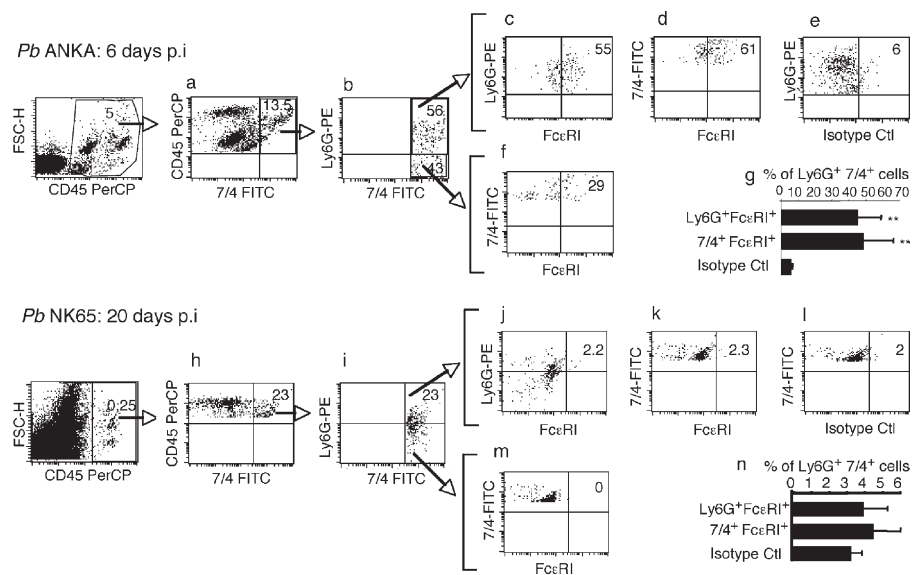 Pb ANKA: 6 days p.i
FSC-H
5
CD45 PerCP
a
CD45 PerCP
13.5
7/4 FITC
b
Ly6G-PE
56
43
7/4 FITC
c
Ly6G-PE
55
FcεRI
d
7/4-FITC
61
FcεRI
e
Ly6G-PE
6
Isotype Ctl
f
7/4-FITC
29
FcεRI
g
% of Ly6G+ 7/4+ cells
0 10 20 30 40 50 60 70
Ly6G+FcεRI+
**
7/4+ FcεRI+
**
Isotype Ctl
Pb NK65: 20 days p.i
FSC-H
0.25
CD45 PerCP
h
CD45 PerCP
23
7/4 FITC
i
Ly6G-PE
23
7/4 FITC
j
Ly6G-PE
2.2
FcεRI
k
7/4-FITC
2.3
FcεRI
l
7/4-FITC
2
Isotype Ctl
m
7/4-FITC
0
FcεRI
n
% of Ly6G+ 7/4+ cells
0 1 2 3 4 5 6
Ly6G+FcεRI+
7/4+ FcεRI+
Isotype Ctl